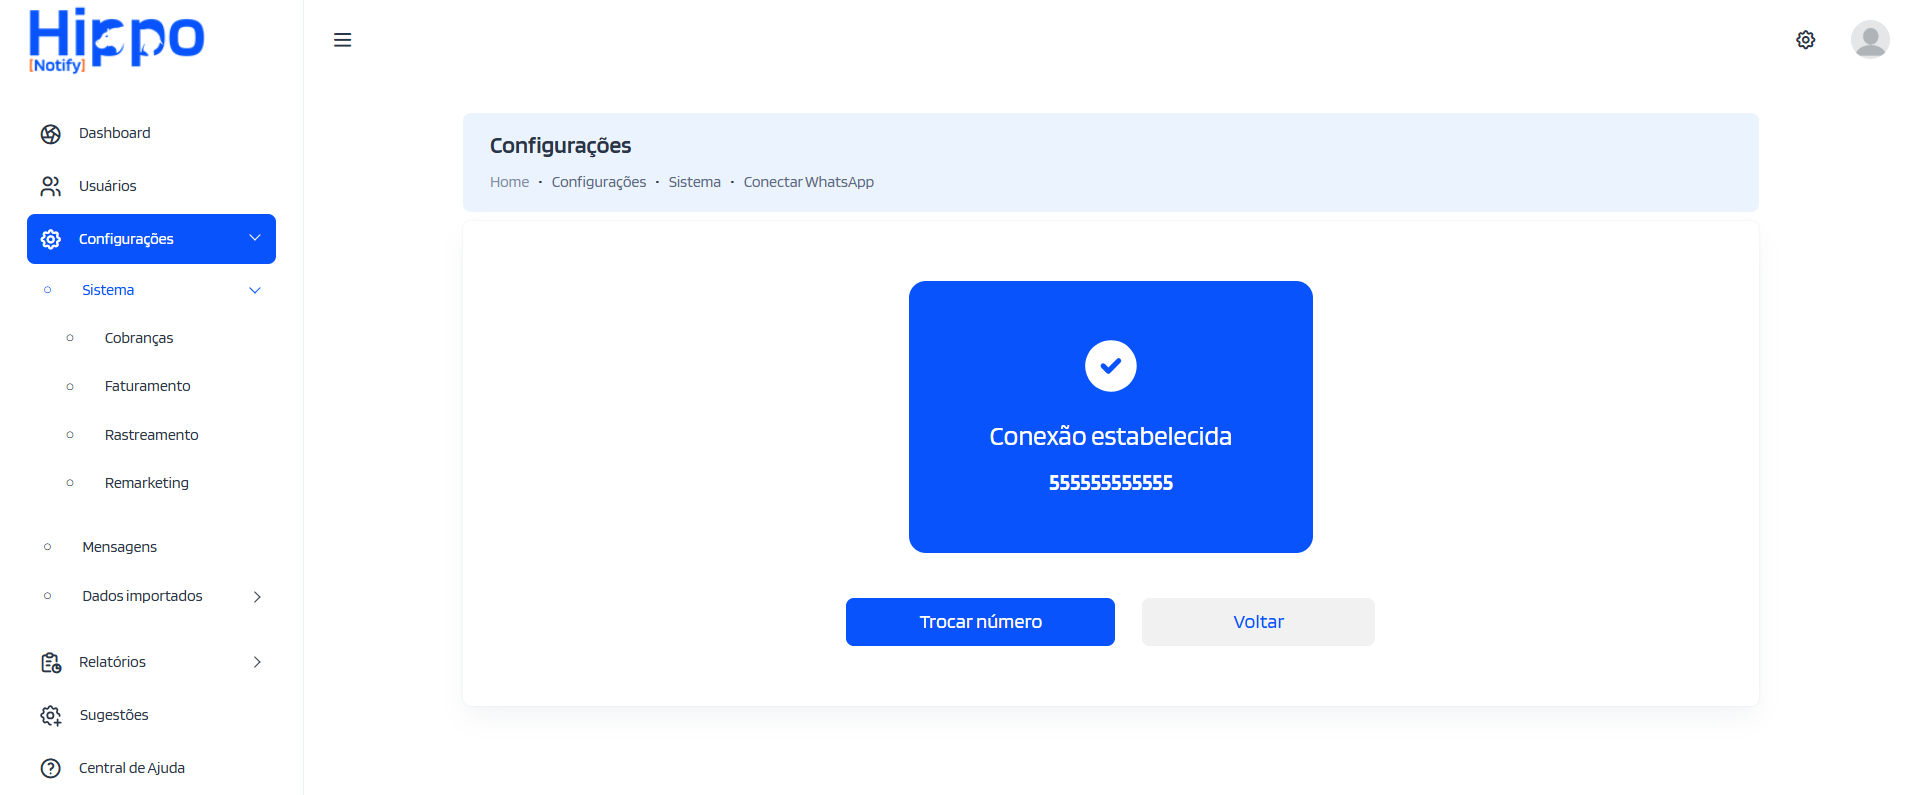 Hippo
[Notify]
Dashboard
Usuários
Configurações
Sistema
Cobranças
Faturamento
Rastreamento
Remarketing
Mensagens
Dados importados
Relatórios
Sugestões
Central de Ajuda
Configurações
Home · Configurações · Sistema · Conectar WhatsApp
Conexão estabelecida
555555555555
Trocar número
Voltar